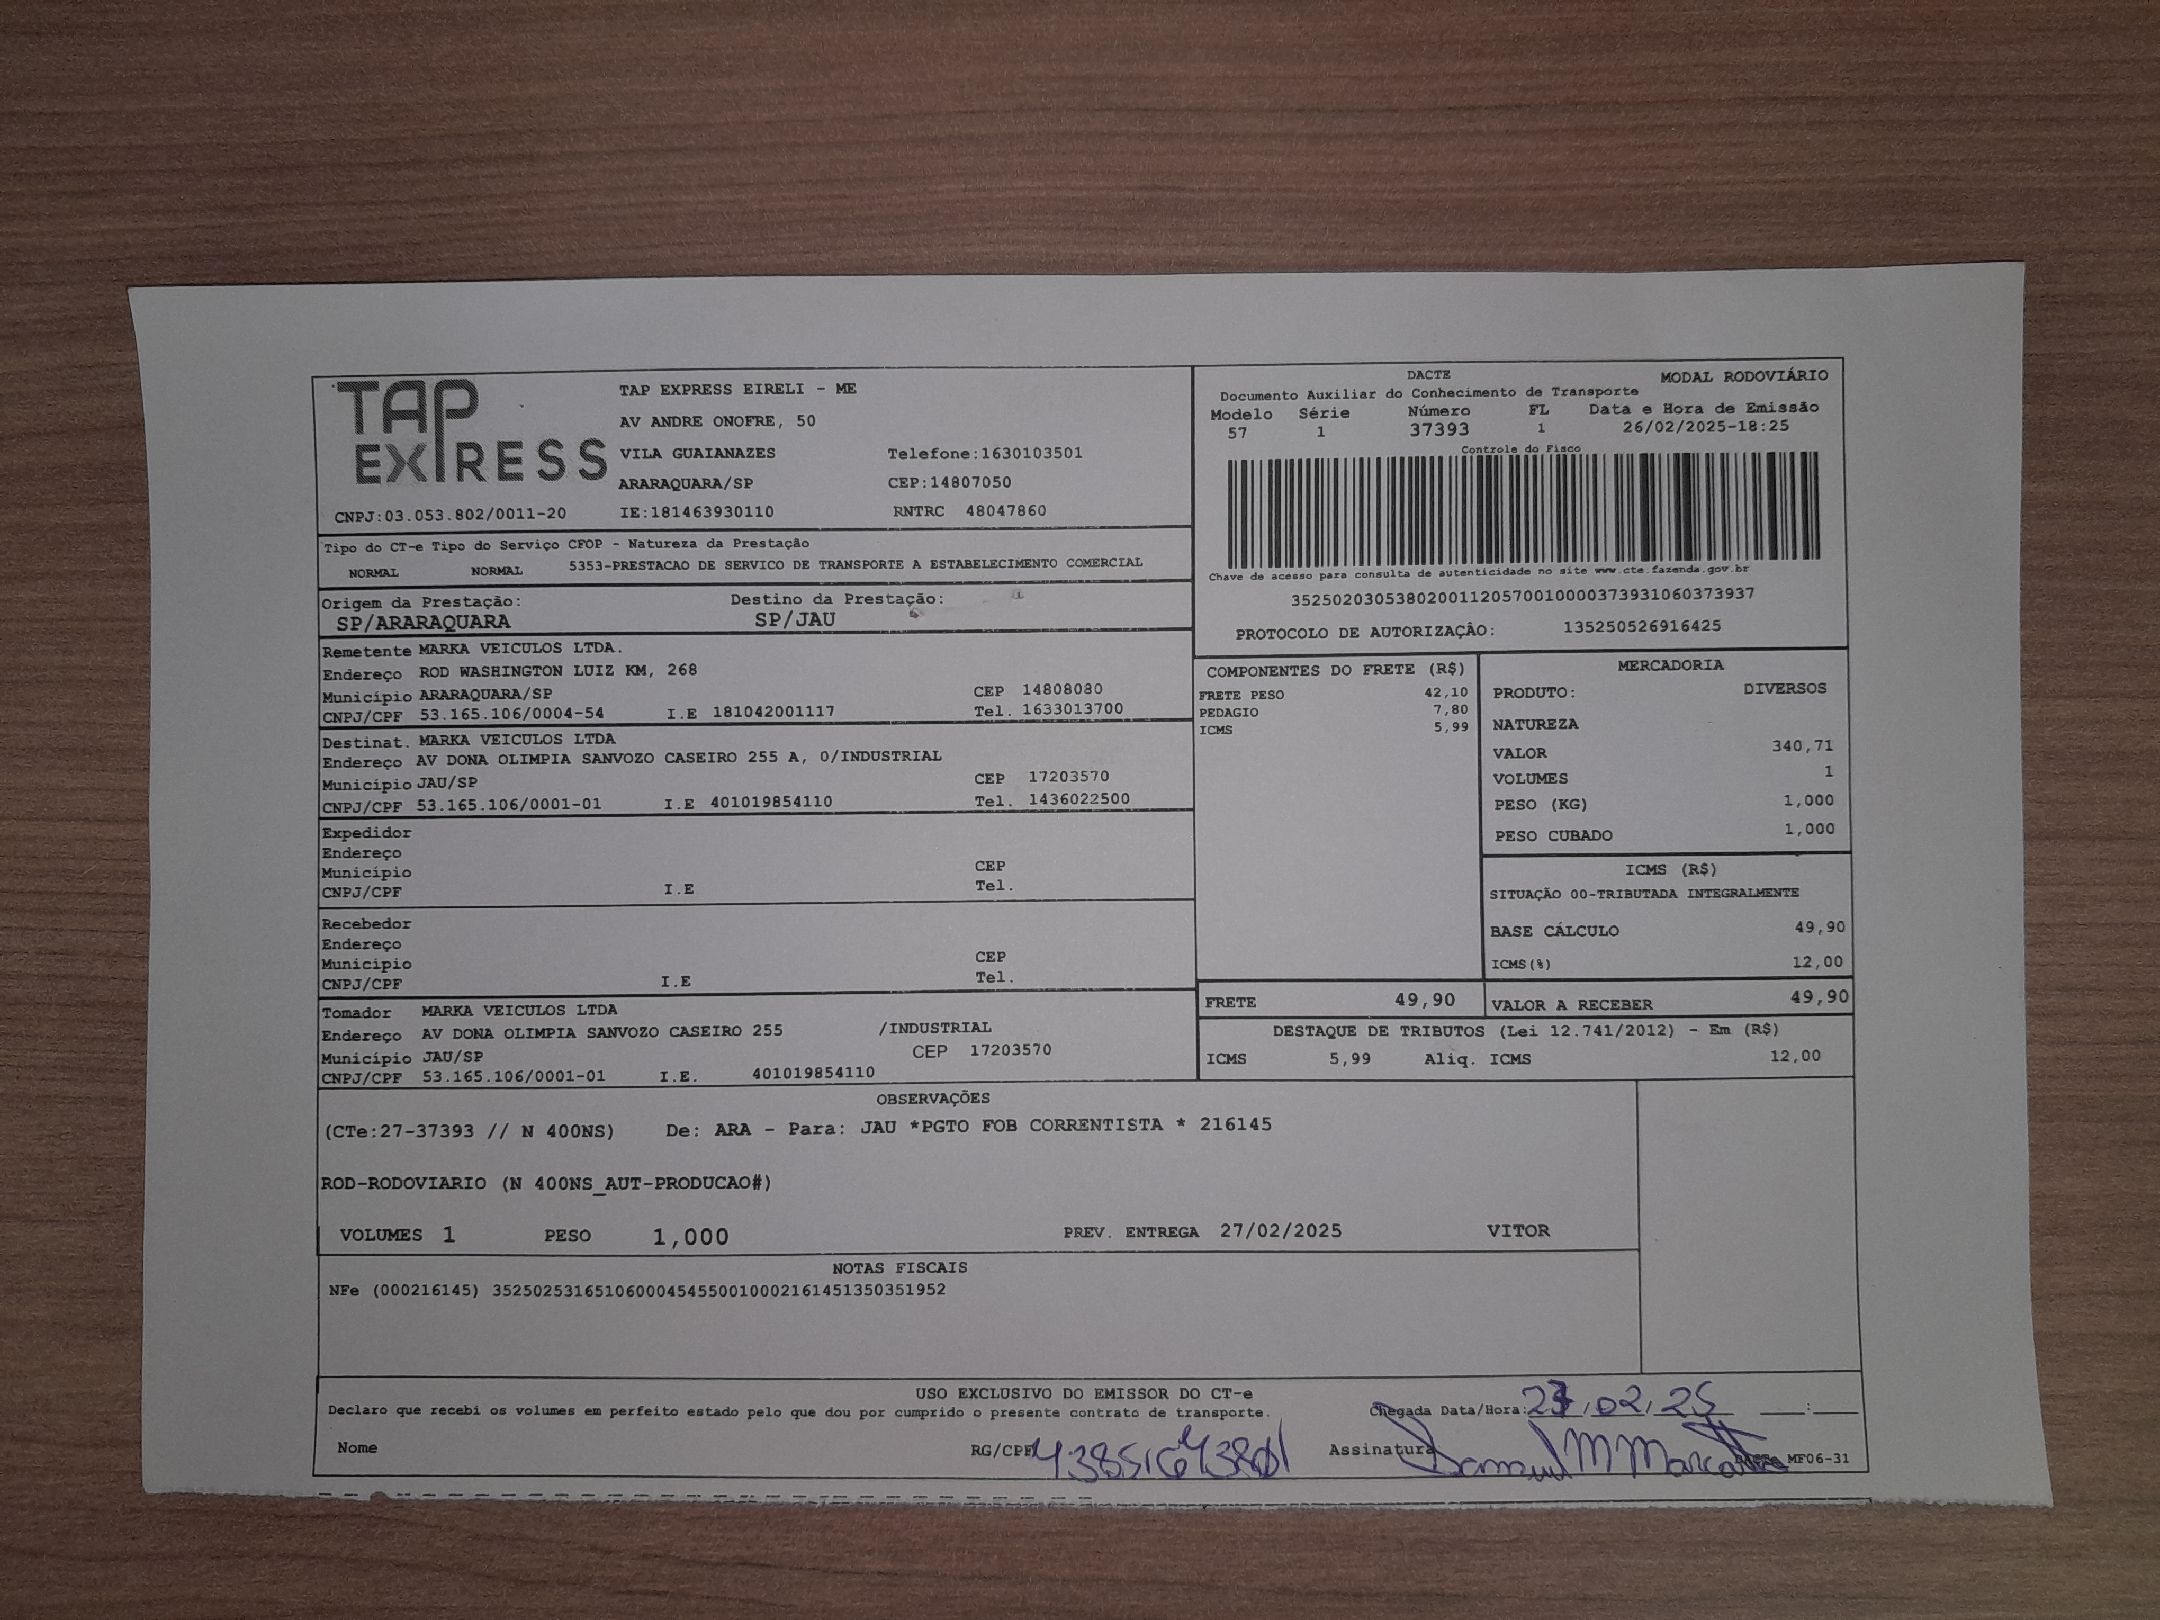 TAP
EXPRESS
TAP EXPRESS EIRELI - ME
AV ANDRE ONOFRE, 50
VILA GUAIANAZES Telefone:1630103501
ARARAQUARA/SP CEP:14807050
CNPJ:03.053.802/0011-20 IE:181463930110 RNTRC 48047860
DACTE MODAL RODOVIÁRIO
Documento Auxiliar do Conhecimento de Transporte
Modelo Série Número FL Data e Hora de Emissão
57 1 37393 1 26/02/2025-18:25
Controle do Fisco
Chave de acesso para consulta de autenticidade no site www.cte.fazenda.gov.br
35250203053802001120570010000373931060373937
PROTOCOLO DE AUTORIZAÇÂO: 135250526916425
Tipo do CT-e Tipo do Serviço CFOP - Natureza da Prestação
NORMAL NORMAL 5353-PRESTACAO DE SERVICO DE TRANSPORTE A ESTABELECIMENTO COMERCIAL
Origem da Prestação: Destino da Prestação:
SP/ARARAQUARA SP/JAU
Remetente MARKA VEICULOS LTDA.
Endereço ROD WASHINGTON LUIZ KM, 268
Município ARARAQUARA/SP CEP 14808080
CNPJ/CPF 53.165.106/0004-54 I.E 181042001117 Tel. 1633013700
Destinat. MARKA VEICULOS LTDA
Endereço AV DONA OLIMPIA SANVOZO CASEIRO 255 A, 0/INDUSTRIAL
Município JAU/SP CEP 17203570
CNPJ/CPF 53.165.106/0001-01 I.E 401019854110 Tel. 1436022500
Expedidor
Endereço
Município CEP
CNPJ/CPF I.E Tel.
Recebedor
Endereço
Município CEP
CNPJ/CPF I.E Tel.
Tomador MARKA VEICULOS LTDA
Endereço AV DONA OLIMPIA SANVOZO CASEIRO 255 /INDUSTRIAL
Município JAU/SP CEP 17203570
CNPJ/CPF 53.165.106/0001-01 I.E. 401019854110
COMPONENTES DO FRETE (R$)
FRETE PESO 42,10
PEDAGIO 7,80
ICMS 5,99
MERCADORIA
PRODUTO: DIVERSOS
NATUREZA
VALOR 340,71
VOLUMES 1
PESO (KG) 1,000
PESO CUBADO 1,000
ICMS (R$)
SITUAÇÃO 00-TRIBUTADA INTEGRALMENTE
BASE CÁLCULO 49,90
ICMS(%) 12,00
FRETE 49,90 VALOR A RECEBER 49,90
DESTAQUE DE TRIBUTOS (Lei 12.741/2012) - Em (R$)
ICMS 5,99 Aliq. ICMS 12,00
OBSERVAÇÕES
(CTe:27-37393 // N 400NS) De: ARA - Para: JAU *PGTO FOB CORRENTISTA * 216145
ROD-RODOVIARIO (N 400NS_AUT-PRODUCAO#)
VOLUMES 1 PESO 1,000 PREV. ENTREGA 27/02/2025 VITOR
NOTAS FISCAIS
NFe (000216145) 35250253165106000454550010002161451350351952
USO EXCLUSIVO DO EMISSOR DO CT-e
Declaro que recebi os volumes em perfeito estado pelo que dou por cumprido o presente contrato de transporte. Chegada Data/Hora: 27/02/25 __:__
Nome RG/CPF Assinatura MF06-31